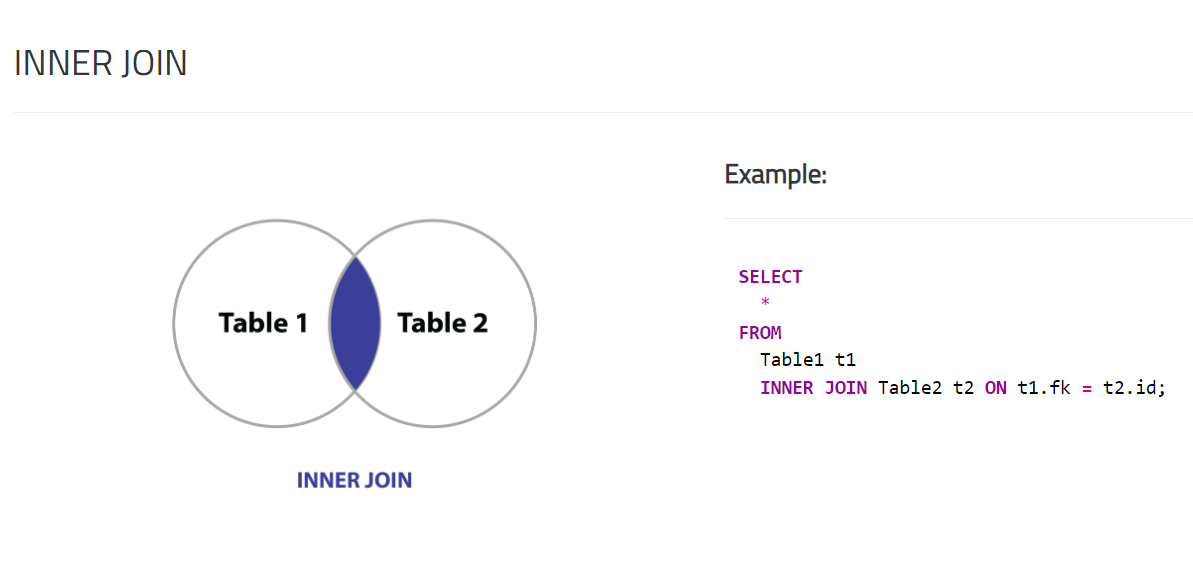 INNER JOIN
Table 1
Table 2
INNER JOIN
Example:
SELECT
*
FROM
Table1 t1
INNER JOIN Table2 t2 ON t1.fk = t2.id;